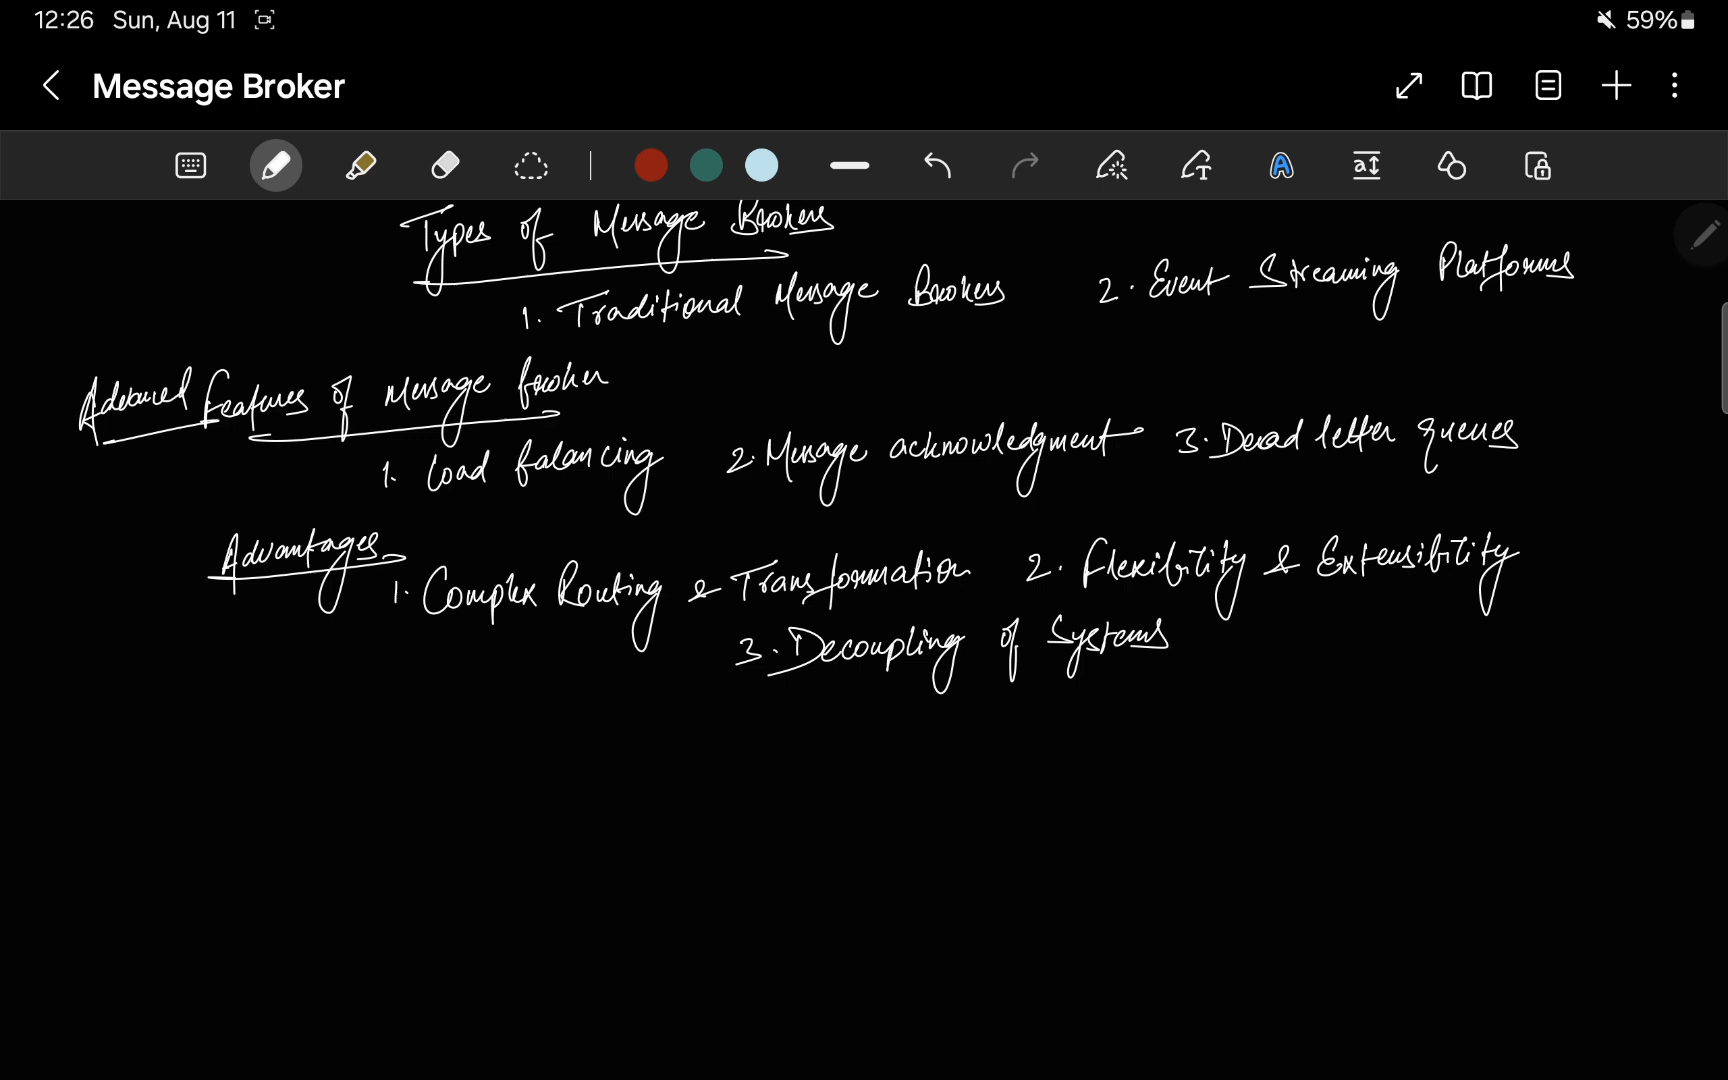 12:26 Sun, Aug 11 59%
Message Broker
Types of Message Brokers
1. Traditional Message Brokers 2. Event Streaming Platforms
Advanced Features of Message broker
1. Load balancing 2. Message acknowledgment 3. Dead letter queues
Advantages
1. Complex Routing & Transformation 2. Flexibility & Extensibility
3. Decoupling of Systems